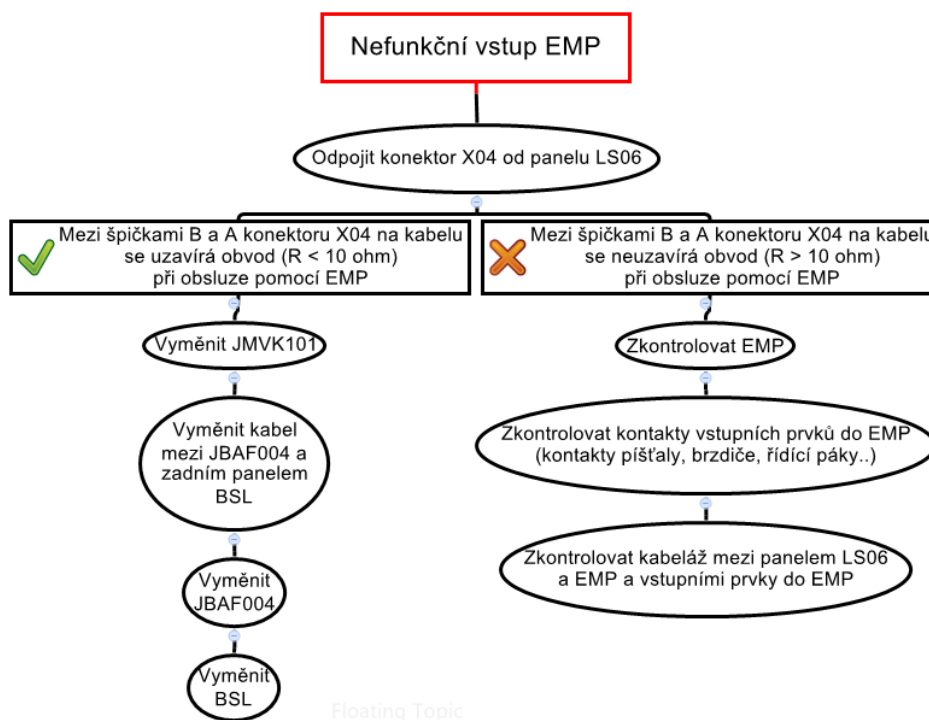 Nefunkční vstup EMP
Odpojit konektor X04 od panelu LS06
Mezi špičkami B a A konektoru X04 na kabelu
se uzavírá obvod (R < 10 ohm)
při obsluze pomocí EMP
Mezi špičkami B a A konektoru X04 na kabelu
se neuzavírá obvod (R > 10 ohm)
při obsluze pomocí EMP
Vyměnit JMVK101
Vyměnit kabel
mezi JBAF004 a
zadním panelem
BSL
Vyměnit
JBAF004
Vyměnit
BSL
Zkontrolovat EMP
Zkontrolovat kontakty vstupních prvků do EMP
(kontakty píšťaly, brzdiče, řídící páky..)
Zkontrolovat kabeláž mezi panelem LS06
a EMP a vstupními prvky do EMP
Floating Topic